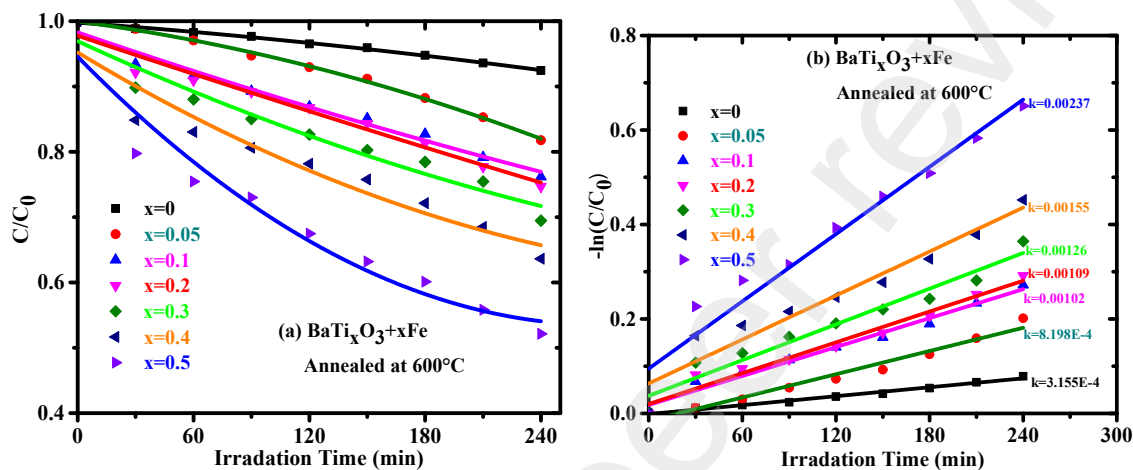 1.0
0.8
0.6
0.4
C/C0
0
60
120
180
240
Irradation Time (min)
x=0
x=0.05
x=0.1
x=0.2
x=0.3
x=0.4
x=0.5
(a) BaTixO3+xFe
Annealed at 600°C
-0.8
0.6
0.4
0.2
0.0
-ln(C/C0)
0
60
120
180
240
300
360
Irradation Time (min)
(b) BaTixO3+xFe
Annealed at 600°C
x=0
x=0.05
x=0.1
x=0.2
x=0.3
x=0.4
x=0.5
k=0.00237
k=0.00155
k=0.00126
k=0.00109
k=0.00102
k=8.198E-4
k=3.155E-4